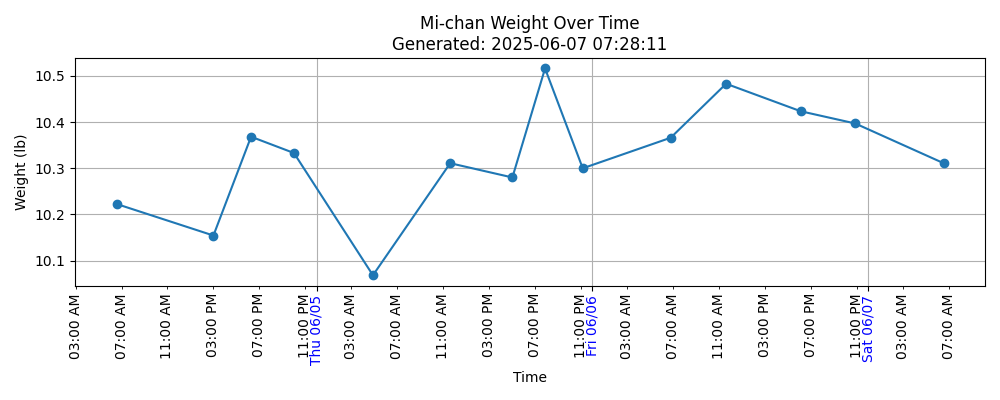 Mi-chan Weight Over Time
Generated: 2025-06-07 07:28:11
Weight (lb)
10.5
10.4
10.3
10.2
10.1
03:00 AM
07:00 AM
11:00 AM
03:00 PM
07:00 PM
11:00 PM
Thu 06/05
03:00 AM
07:00 AM
11:00 AM
03:00 PM
07:00 PM
11:00 PM
Fri 06/06
03:00 AM
07:00 AM
11:00 AM
03:00 PM
07:00 PM
11:00 PM
Sat 06/07
03:00 AM
07:00 AM
Time